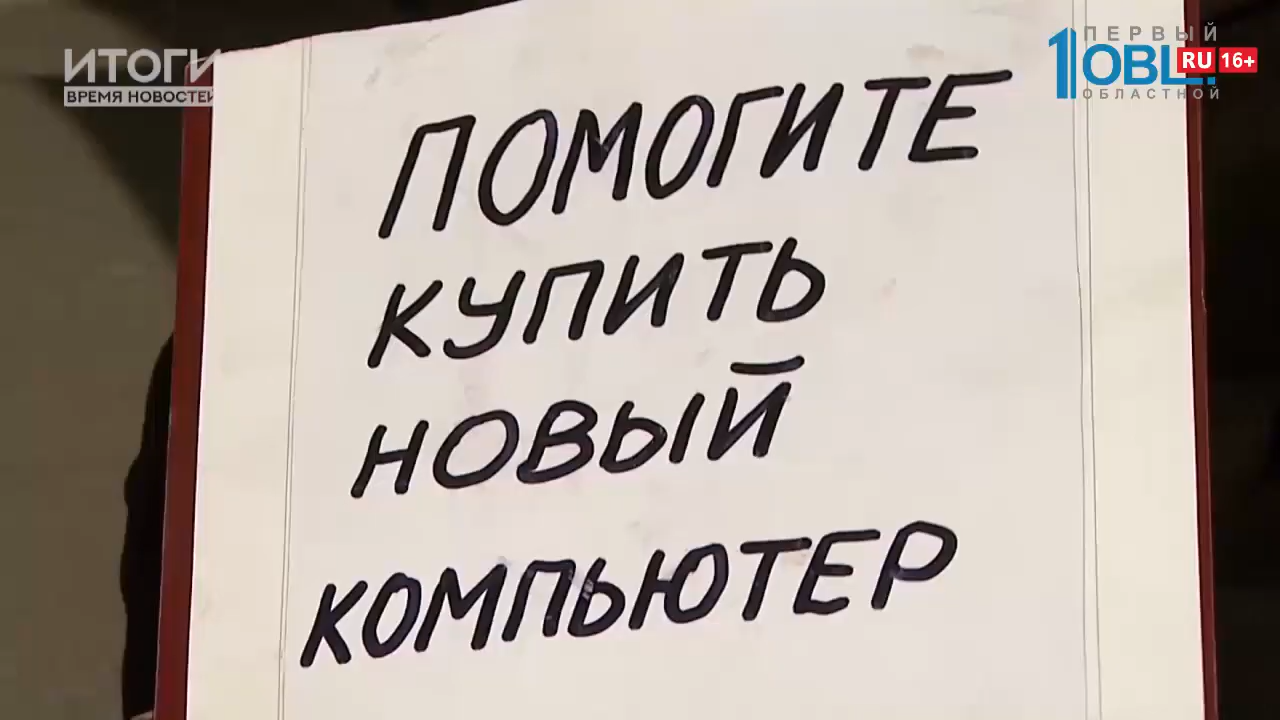 ИТОГИ
ВРЕМЯ НОВОСТЕЙ
ПЕРВЫЙ
1OBL.
RU 16+
ОБЛАСТНОЙ
ПОМОГИТЕ
КУПИТЬ
НОВЫЙ
КОМПЬЮТЕР